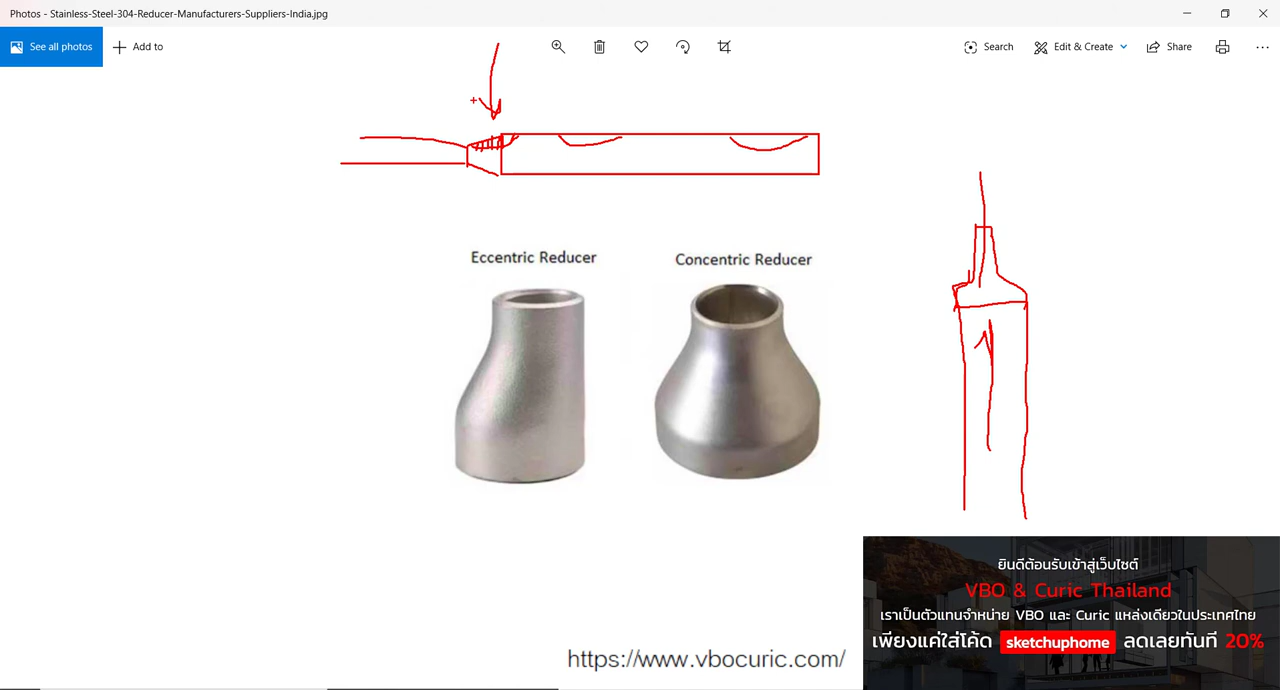 Photos - Stainless-Steel-304-Reducer-Manufacturers-Suppliers-India.jpg
See all photos
Add to
Search
Edit & Create
Share
Eccentric Reducer
Concentric Reducer
ยินดีต้อนรับเข้าสู่เว็บไซต์
VBO & Curic Thailand
เราเป็นตัวแทนจำหน่าย VBO และ Curic แหล่งเดียวในประเทศไทย
เพียงแค่ใส่โค้ด sketchuphome ลดเลยทันที 20%
https://www.vbocuric.com/